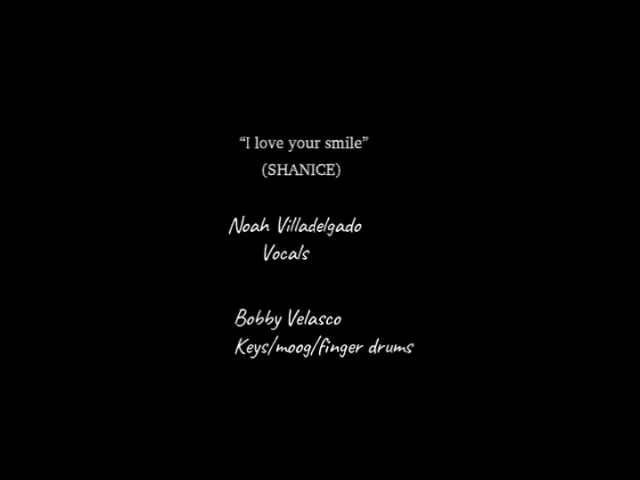 “I love your smile”
(SHANICE)
Noah Villadelgado
Vocals
Bobby Velasco
Keys/moog/finger drums